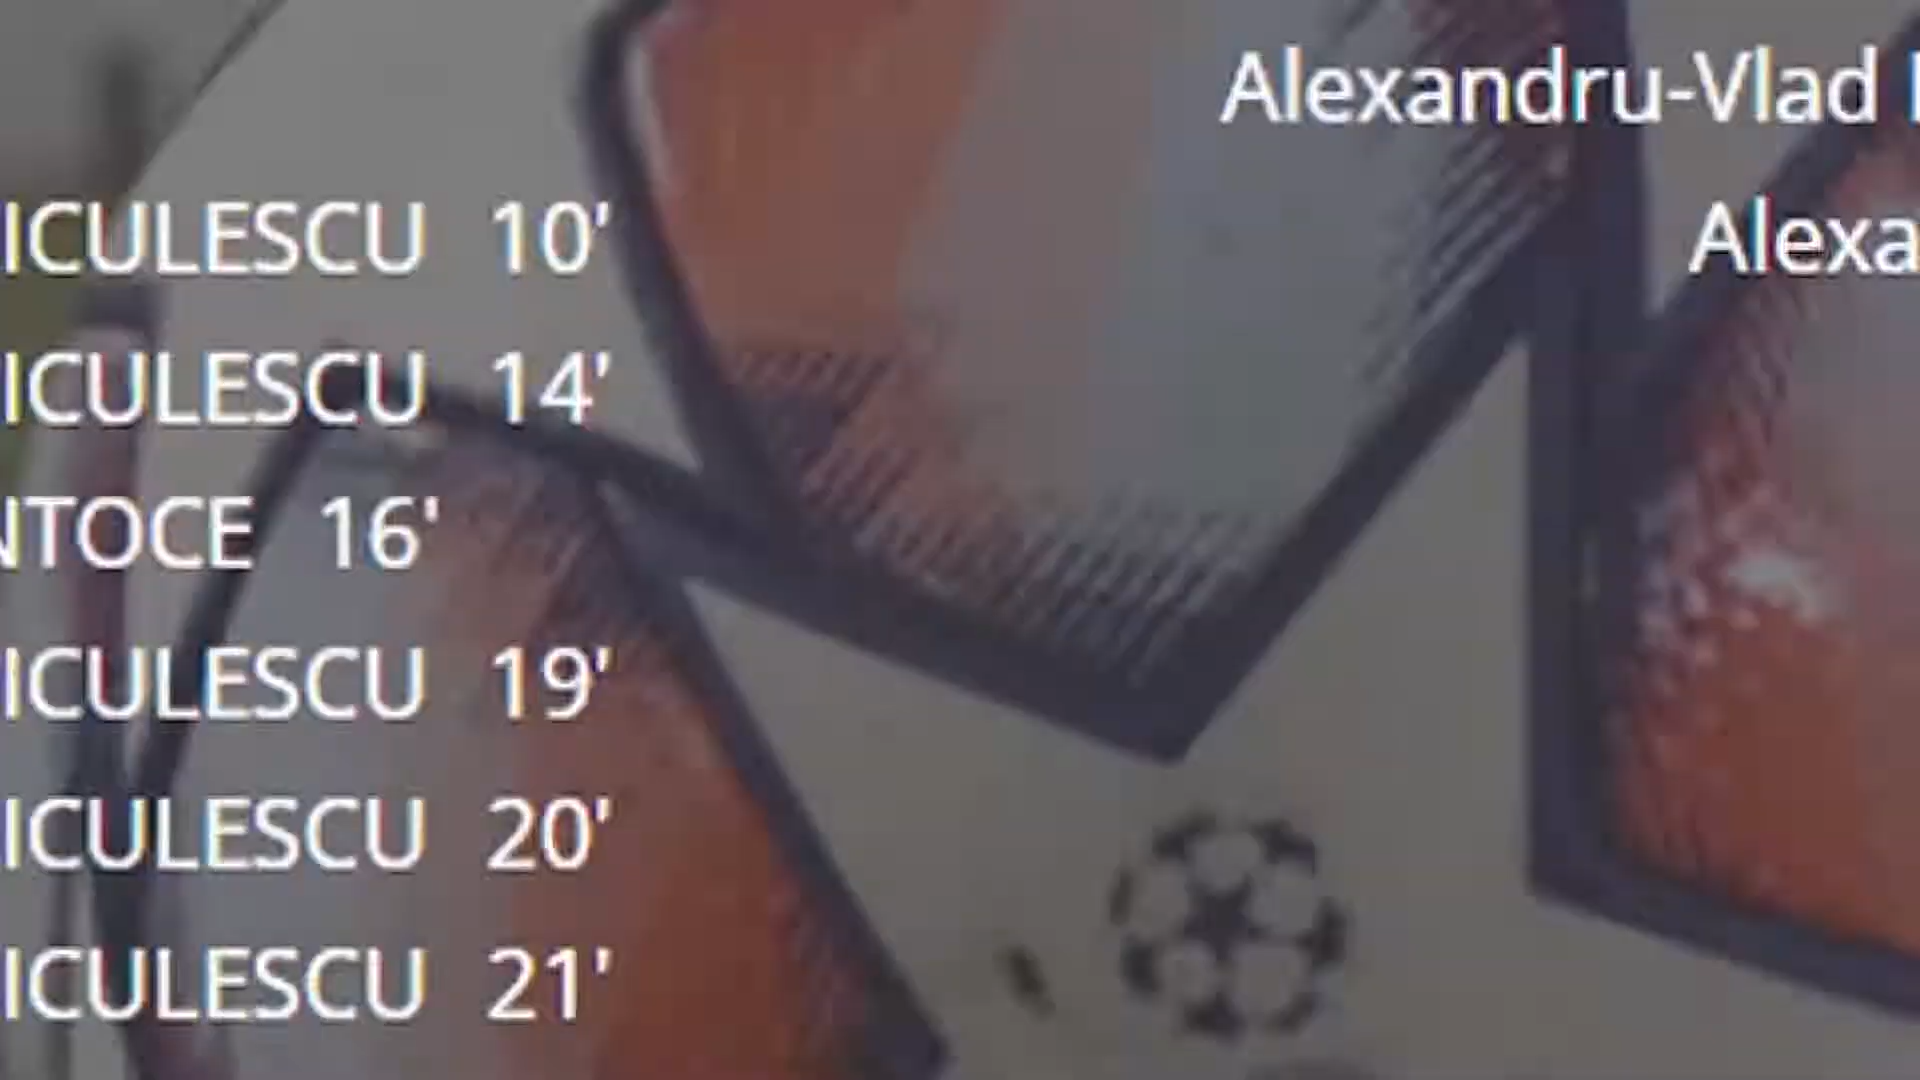 Alexandru-Vlad
ICULESCU 10'
Alexa
ICULESCU 14'
NTOCE 16'
ICULESCU 19'
ICULESCU 20'
ICULESCU 21'